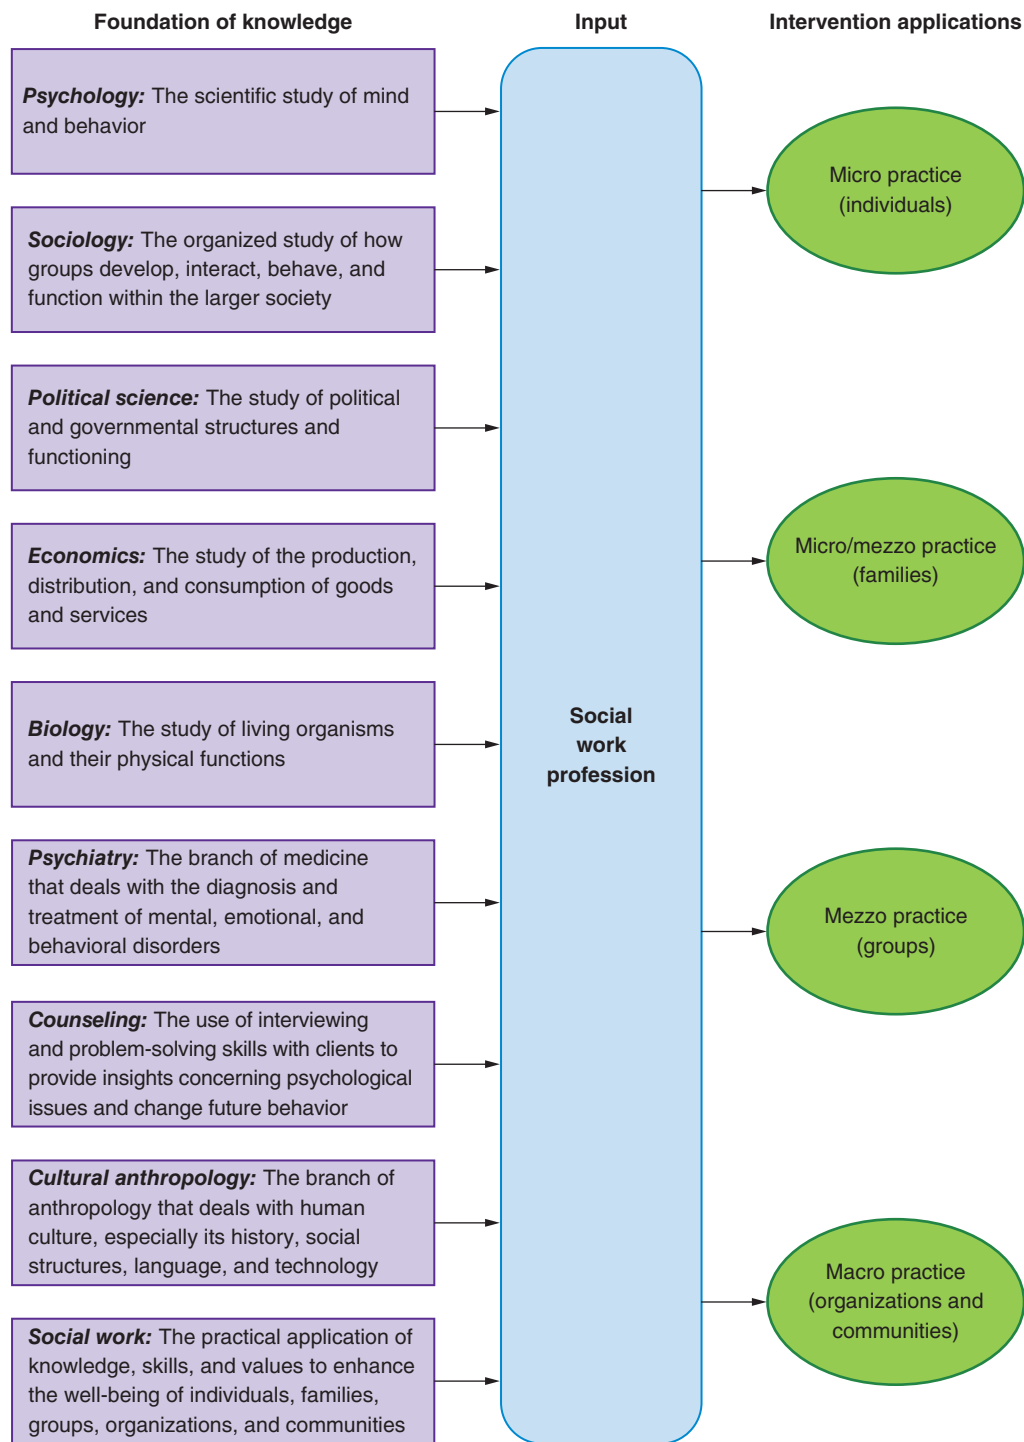 Foundation of knowledge
Input
Intervention applications
Psychology: The scientific study of mind
and behavior
Sociology: The organized study of how
groups develop, interact, behave, and
function within the larger society
Political science: The study of political
and governmental structures and
functioning
Economics: The study of the production,
distribution, and consumption of goods
and services
Biology: The study of living organisms
and their physical functions
Psychiatry: The branch of medicine
that deals with the diagnosis and
treatment of mental, emotional, and
behavioral disorders
Counseling: The use of interviewing
and problem-solving skills with clients to
provide insights concerning psychological
issues and change future behavior
Cultural anthropology: The branch of
anthropology that deals with human
culture, especially its history, social
structures, language, and technology
Social work: The practical application of
knowledge, skills, and values to enhance
the well-being of individuals, families,
groups, organizations, and communities
Social
work
profession
Micro practice
(individuals)
Micro/mezzo practice
(families)
Mezzo practice
(groups)
Macro practice
(organizations and
communities)